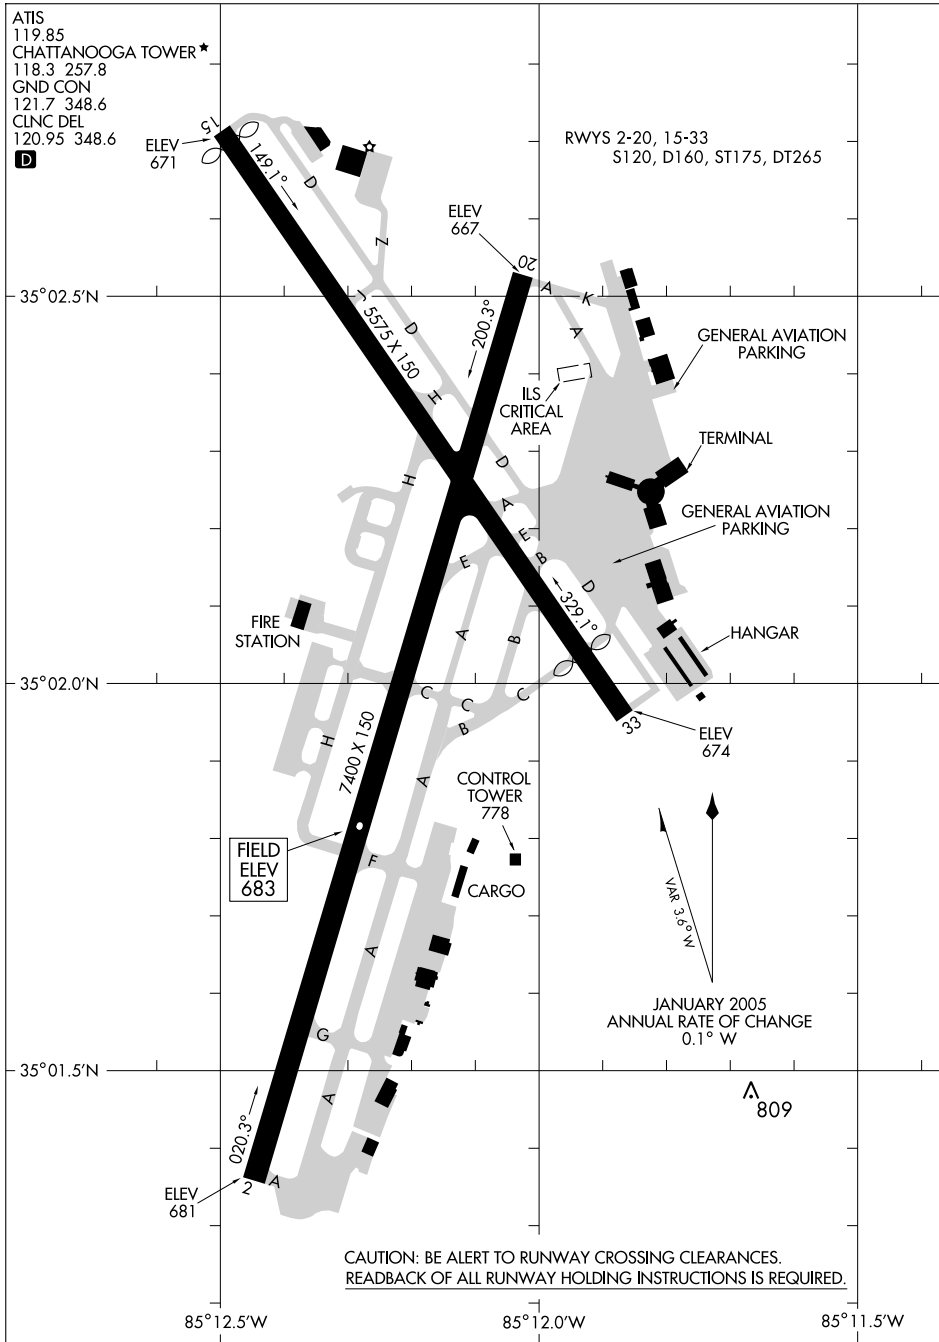 ATIS
119.85
CHATTANOOGA TOWER★
118.3 257.8
GND CON
121.7 348.6
CLNC DEL
120.95 348.6
D
RWYS 2-20, 15-33
S120, D160, ST175, DT265
15
ELEV
671
149.1°
D
Z
ELEV
667
20
35°02.5'N
A
K
A
J
5575 X 150
D
200.3°
H
ILS
CRITICAL
AREA
GENERAL AVIATION
PARKING
TERMINAL
D
H
A
E
B
GENERAL AVIATION
PARKING
E
D
329.1°
FIRE
STATION
A
B
HANGAR
35°02.0'N
C
C
C
B
33
ELEV
674
H
7400 X 150
A
CONTROL
TOWER
778
FIELD
ELEV
683
F
CARGO
VAR 3.6° W
A
JANUARY 2005
ANNUAL RATE OF CHANGE
0.1° W
G
35°01.5'N
A
809
020.3°
2
A
ELEV
681
CAUTION: BE ALERT TO RUNWAY CROSSING CLEARANCES.
READBACK OF ALL RUNWAY HOLDING INSTRUCTIONS IS REQUIRED.
85°12.5'W
85°12.0'W
85°11.5'W